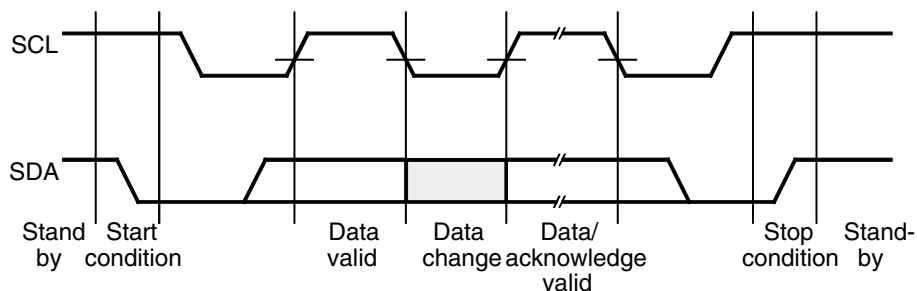 SCL
SDA
Stand
by
Start
condition
Data
valid
Data
change
Data/
acknowledge
valid
Stop
condition
Stand-
by